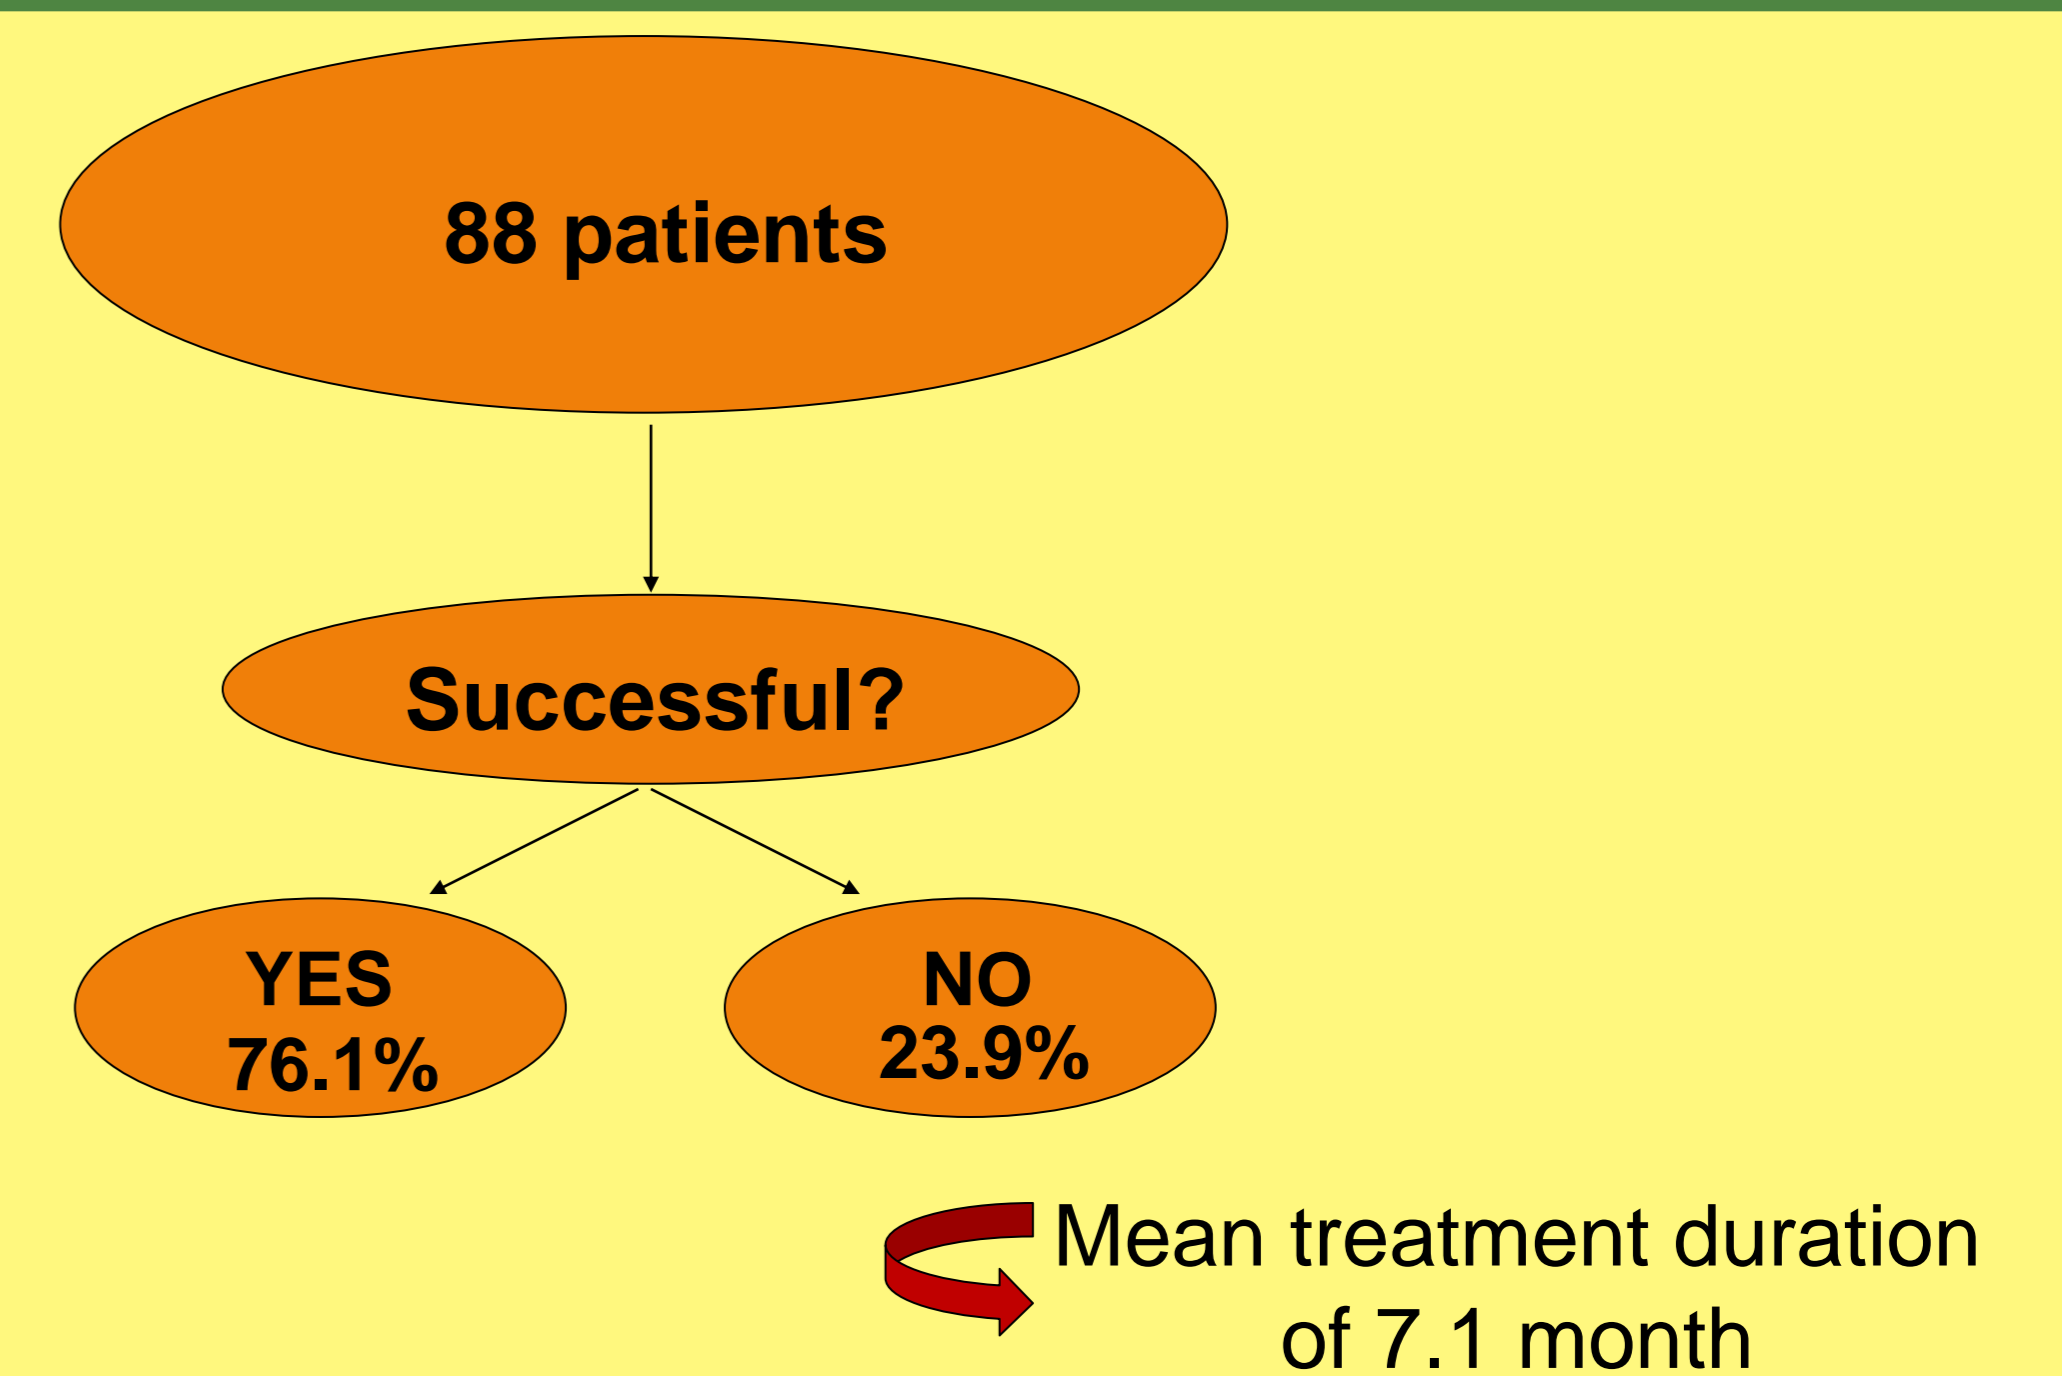 88 patients
Successful?
YES
76.1%
NO
23.9%
Mean treatment duration
of 7.1 month